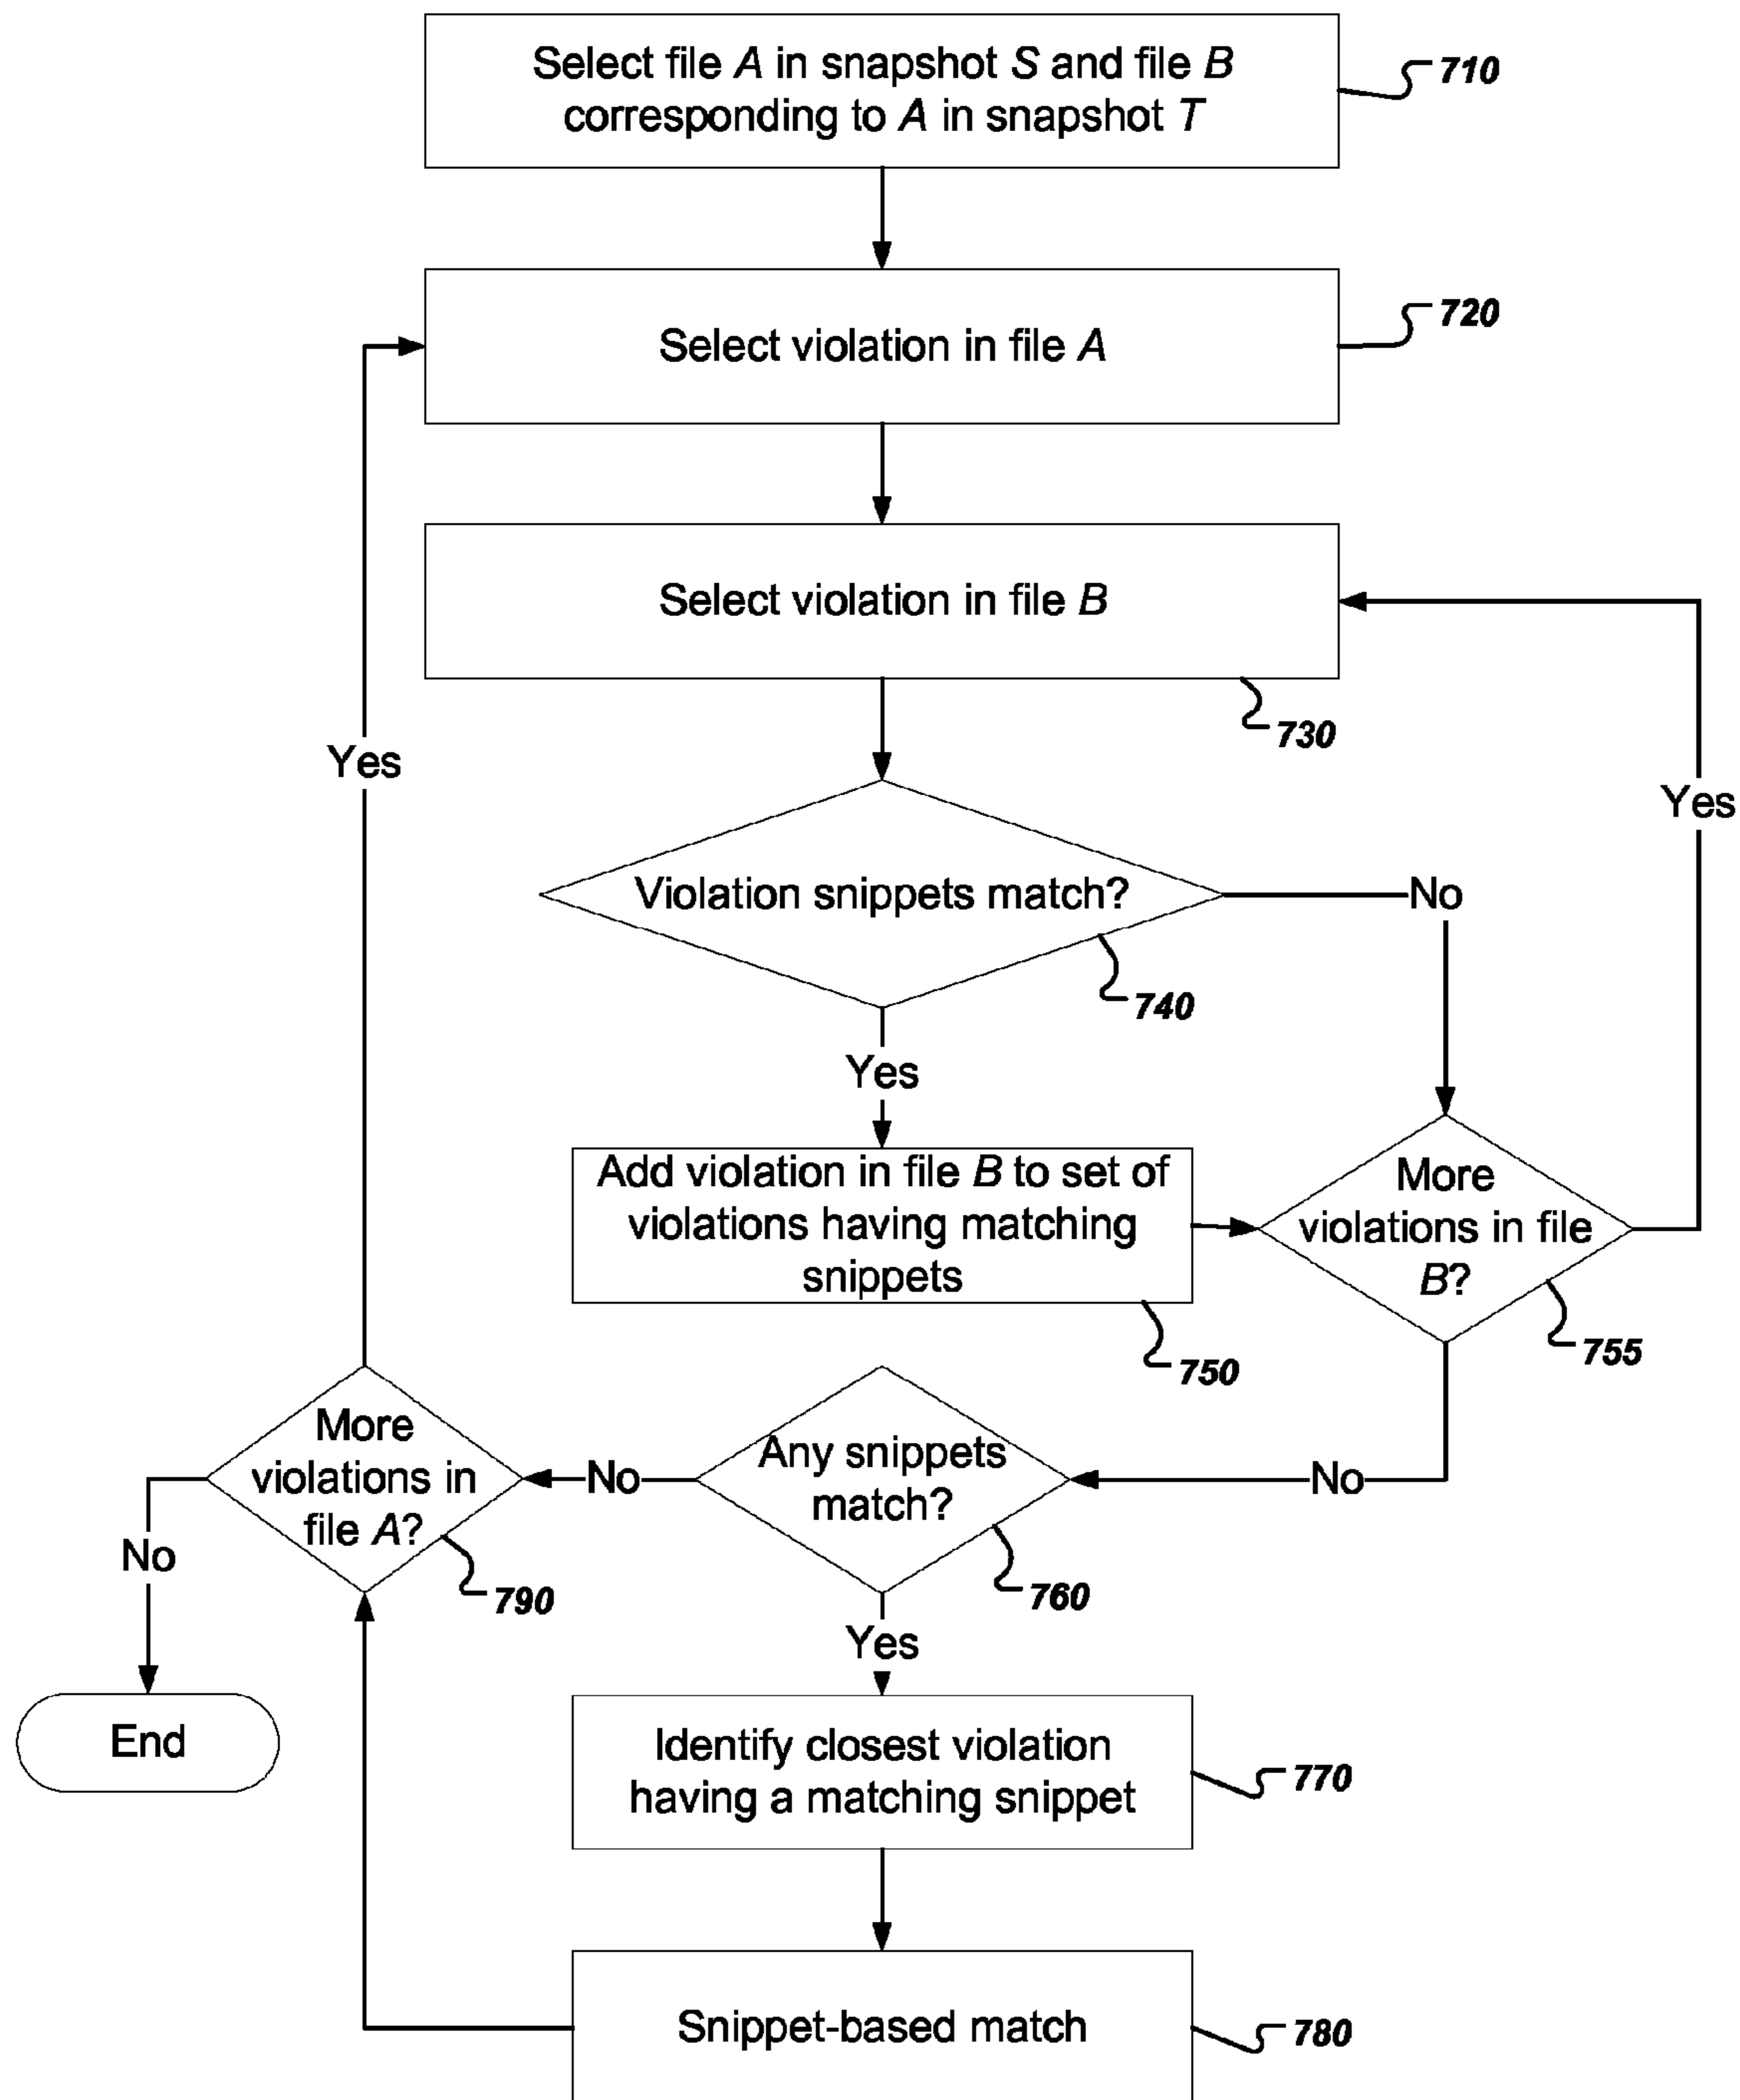 Select file A in snapshot S and file B
corresponding to A in snapshot T
710
Select violation in file A
720
Select violation in file B
730
Yes
Yes
Violation snippets match?
No
740
Yes
Add violation in file B to set of
violations having matching
snippets
750
More
violations in file
B?
755
More
violations in
file A?
790
No
Any snippets
match?
760
No
No
Yes
End
Identify closest violation
having a matching snippet
770
Snippet-based match
780